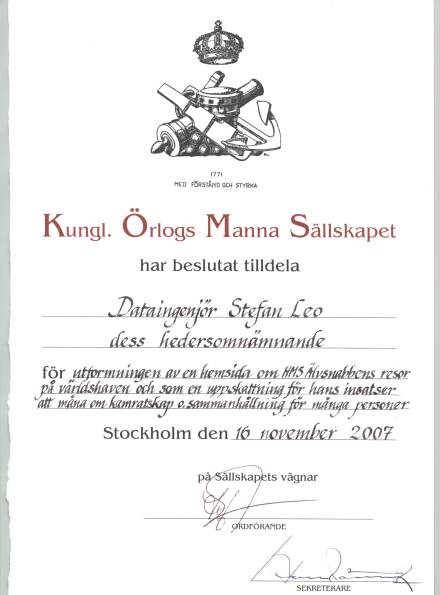 1771
MED FÖRSTÅND OCH STYRKA
Kungl. Örlogs Manna Sällskapet
har beslutat tilldela
Dataingenjör Stefan Leo
dess hedersomnämnande
för utformningen av en hemsida om HMS Älvsnabbens resor
på världshaven och som en uppskattning för hans insatser
att måna om kamratskap o. sammanhållning för många personer
Stockholm den 16 november 2007
på Sällskapets vägnar
ORDFÖRANDE
SEKRETERARE